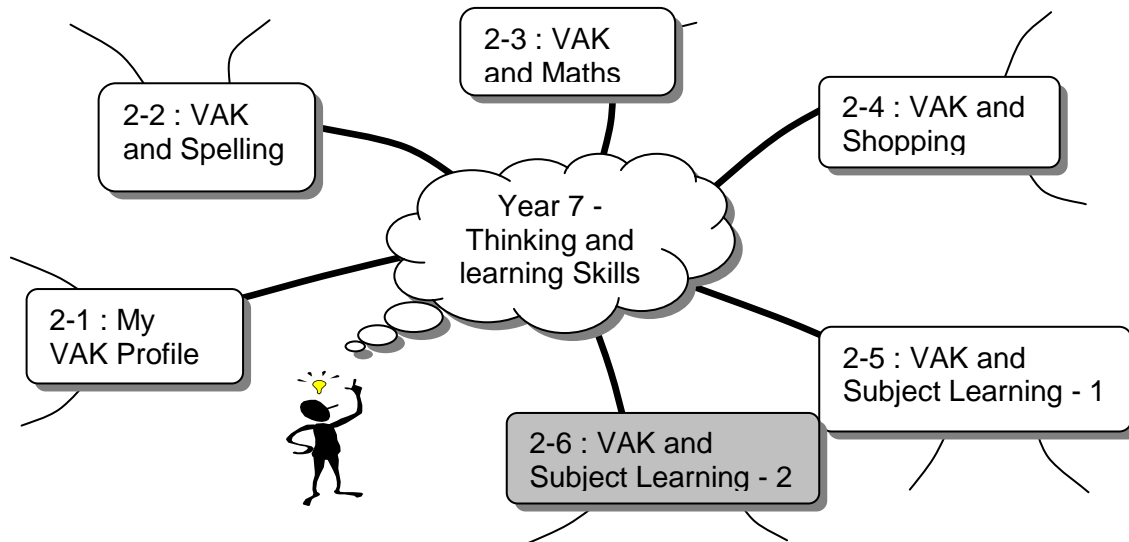 2-3 : VAK
and Maths
2-2 : VAK
and Spelling
2-4 : VAK and
Shopping
Year 7 -
Thinking and
learning Skills
2-1 : My
VAK Profile
2-5 : VAK and
Subject Learning - 1
2-6 : VAK and
Subject Learning - 2